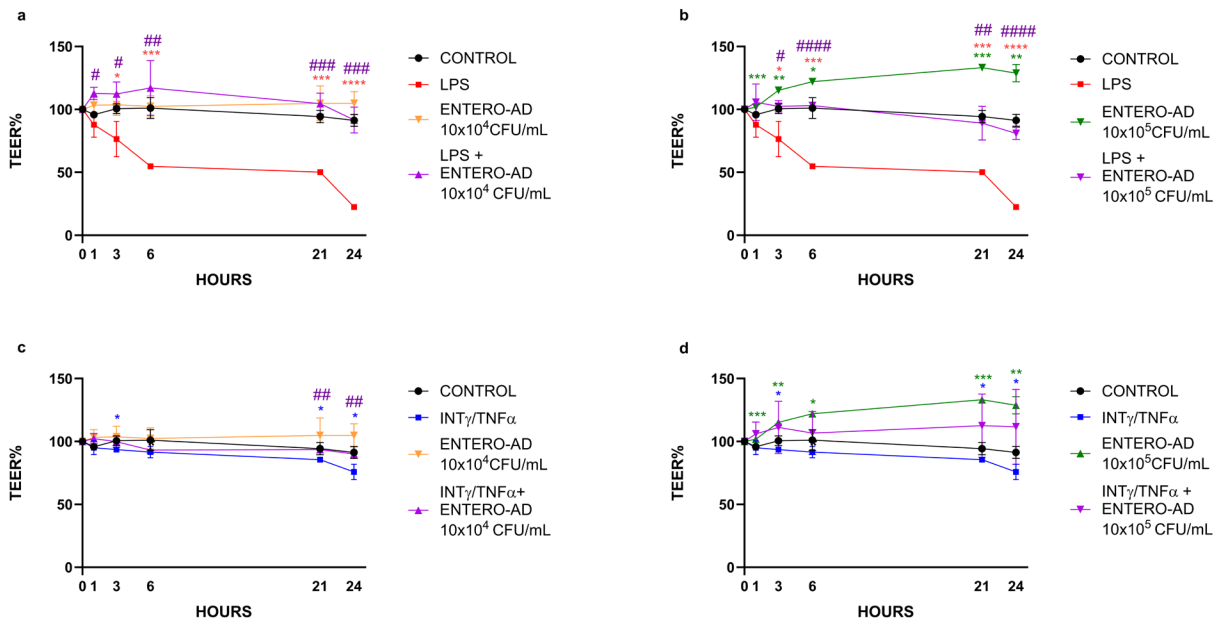 a
# # ## ### ###
* *** *** ****
150
100
50
0
TEER%
0 1 3 6 21 24
HOURS
CONTROL
LPS
ENTERO-AD
10x10⁴CFU/mL
LPS +
ENTERO-AD
10x10⁴ CFU/mL
b
# #### ## ####
* *** *** ****
*** ** * *** **
150
100
50
0
TEER%
0 1 3 6 21 24
HOURS
CONTROL
LPS
ENTERO-AD
10x10⁵CFU/mL
LPS +
ENTERO-AD
10x10⁵ CFU/mL
c
## ##
* * *
150
100
50
0
TEER%
0 1 3 6 21 24
HOURS
CONTROL
INTγ/TNFα
ENTERO-AD
10x10⁴CFU/mL
INTγ/TNFα+
ENTERO-AD
10x10⁴ CFU/mL
d
*** ** * *** **
* * *
150
100
50
0
TEER%
0 1 3 6 21 24
HOURS
CONTROL
INTγ/TNFα
ENTERO-AD
10x10⁵CFU/mL
INTγ/TNFα +
ENTERO-AD
10x10⁵ CFU/mL